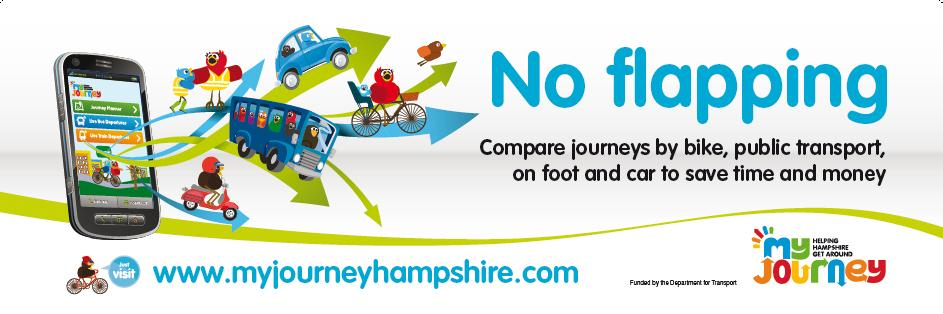 No flapping
Compare journeys by bike, public transport,
on foot and car to save time and money
my
JOURNEY
Journey Planner
Live Bus Departures
Live Train Departures
Just
visit
www.myjourneyhampshire.com
Funded by the Department for Transport
my
HELPING
HAMPSHIRE
GET AROUND
JOURNEY